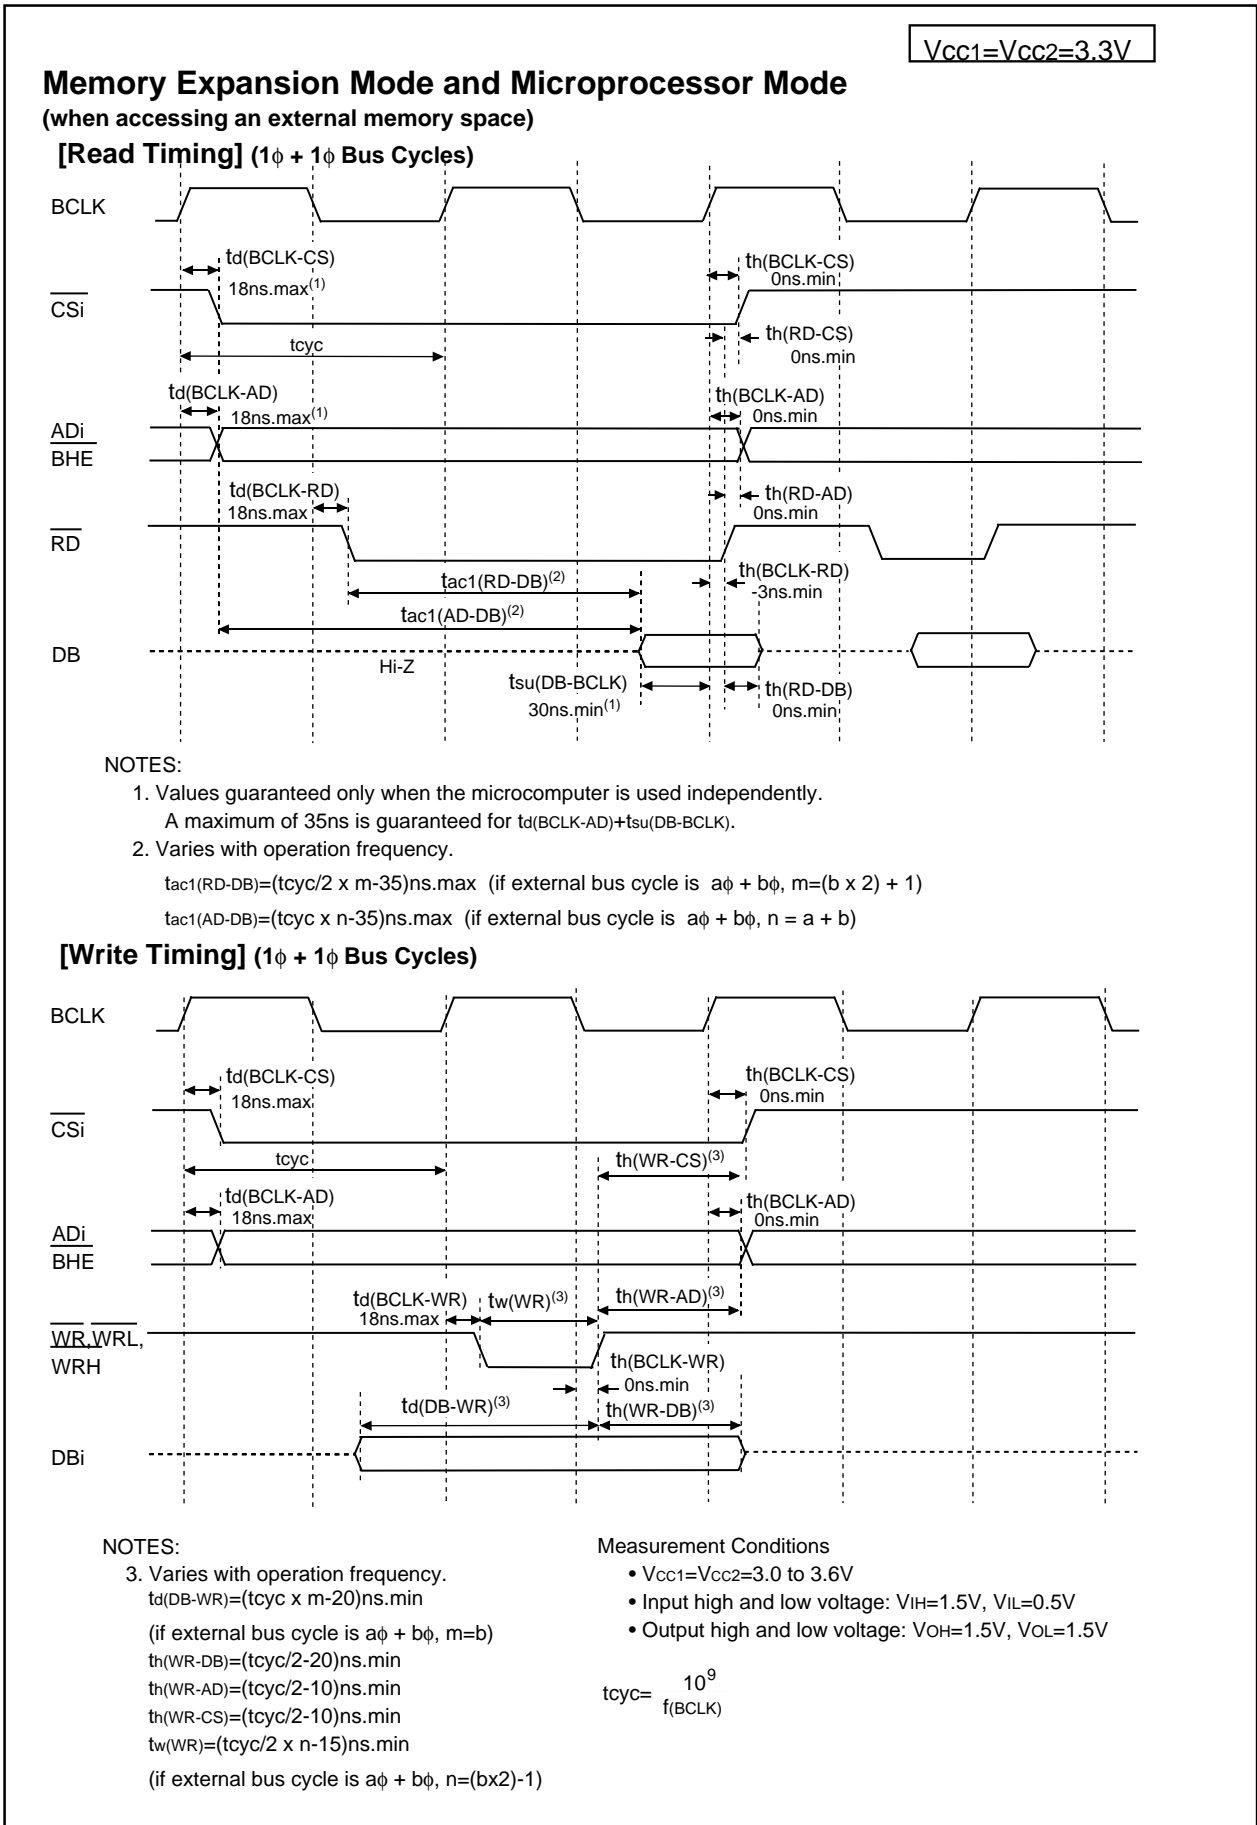 Vcc1=Vcc2=3.3V
Memory Expansion Mode and Microprocessor Mode
(when accessing an external memory space)
[Read Timing] (1ϕ + 1ϕ Bus Cycles)
BCLK
td(BCLK-CS)
18ns.max(1)
th(BCLK-CS)
0ns.min
CSi
th(RD-CS)
0ns.min
tcyc
td(BCLK-AD)
18ns.max(1)
th(BCLK-AD)
0ns.min
ADi
BHE
td(BCLK-RD)
18ns.max
th(RD-AD)
0ns.min
RD
th(BCLK-RD)
-3ns.min
tac1(RD-DB)(2)
tac1(AD-DB)(2)
DB
Hi-Z
tsu(DB-BCLK)
30ns.min(1)
th(RD-DB)
0ns.min
NOTES:
1. Values guaranteed only when the microcomputer is used independently.
A maximum of 35ns is guaranteed for td(BCLK-AD)+tsu(DB-BCLK).
2. Varies with operation frequency.
tac1(RD-DB)=(tcyc/2 x m-35)ns.max (if external bus cycle is aϕ + bϕ, m=(b x 2) + 1)
tac1(AD-DB)=(tcyc x n-35)ns.max (if external bus cycle is aϕ + bϕ, n = a + b)
[Write Timing] (1ϕ + 1ϕ Bus Cycles)
BCLK
td(BCLK-CS)
18ns.max
th(BCLK-CS)
0ns.min
CSi
tcyc
th(WR-CS)(3)
td(BCLK-AD)
18ns.max
th(BCLK-AD)
0ns.min
ADi
BHE
td(BCLK-WR)
18ns.max
tw(WR)(3)
th(WR-AD)(3)
WR,WRL,
WRH
th(BCLK-WR)
0ns.min
td(DB-WR)(3)
th(WR-DB)(3)
DBi
NOTES:
3. Varies with operation frequency.
td(DB-WR)=(tcyc x m-20)ns.min
(if external bus cycle is aϕ + bϕ, m=b)
th(WR-DB)=(tcyc/2-20)ns.min
th(WR-AD)=(tcyc/2-10)ns.min
th(WR-CS)=(tcyc/2-10)ns.min
tw(WR)=(tcyc/2 x n-15)ns.min
(if external bus cycle is aϕ + bϕ, n=(bx2)-1)
Measurement Conditions
• VCC1=VCC2=3.0 to 3.6V
• Input high and low voltage: VIH=1.5V, VIL=0.5V
• Output high and low voltage: VOH=1.5V, VOL=1.5V
tcyc= 10^9
f(BCLK)